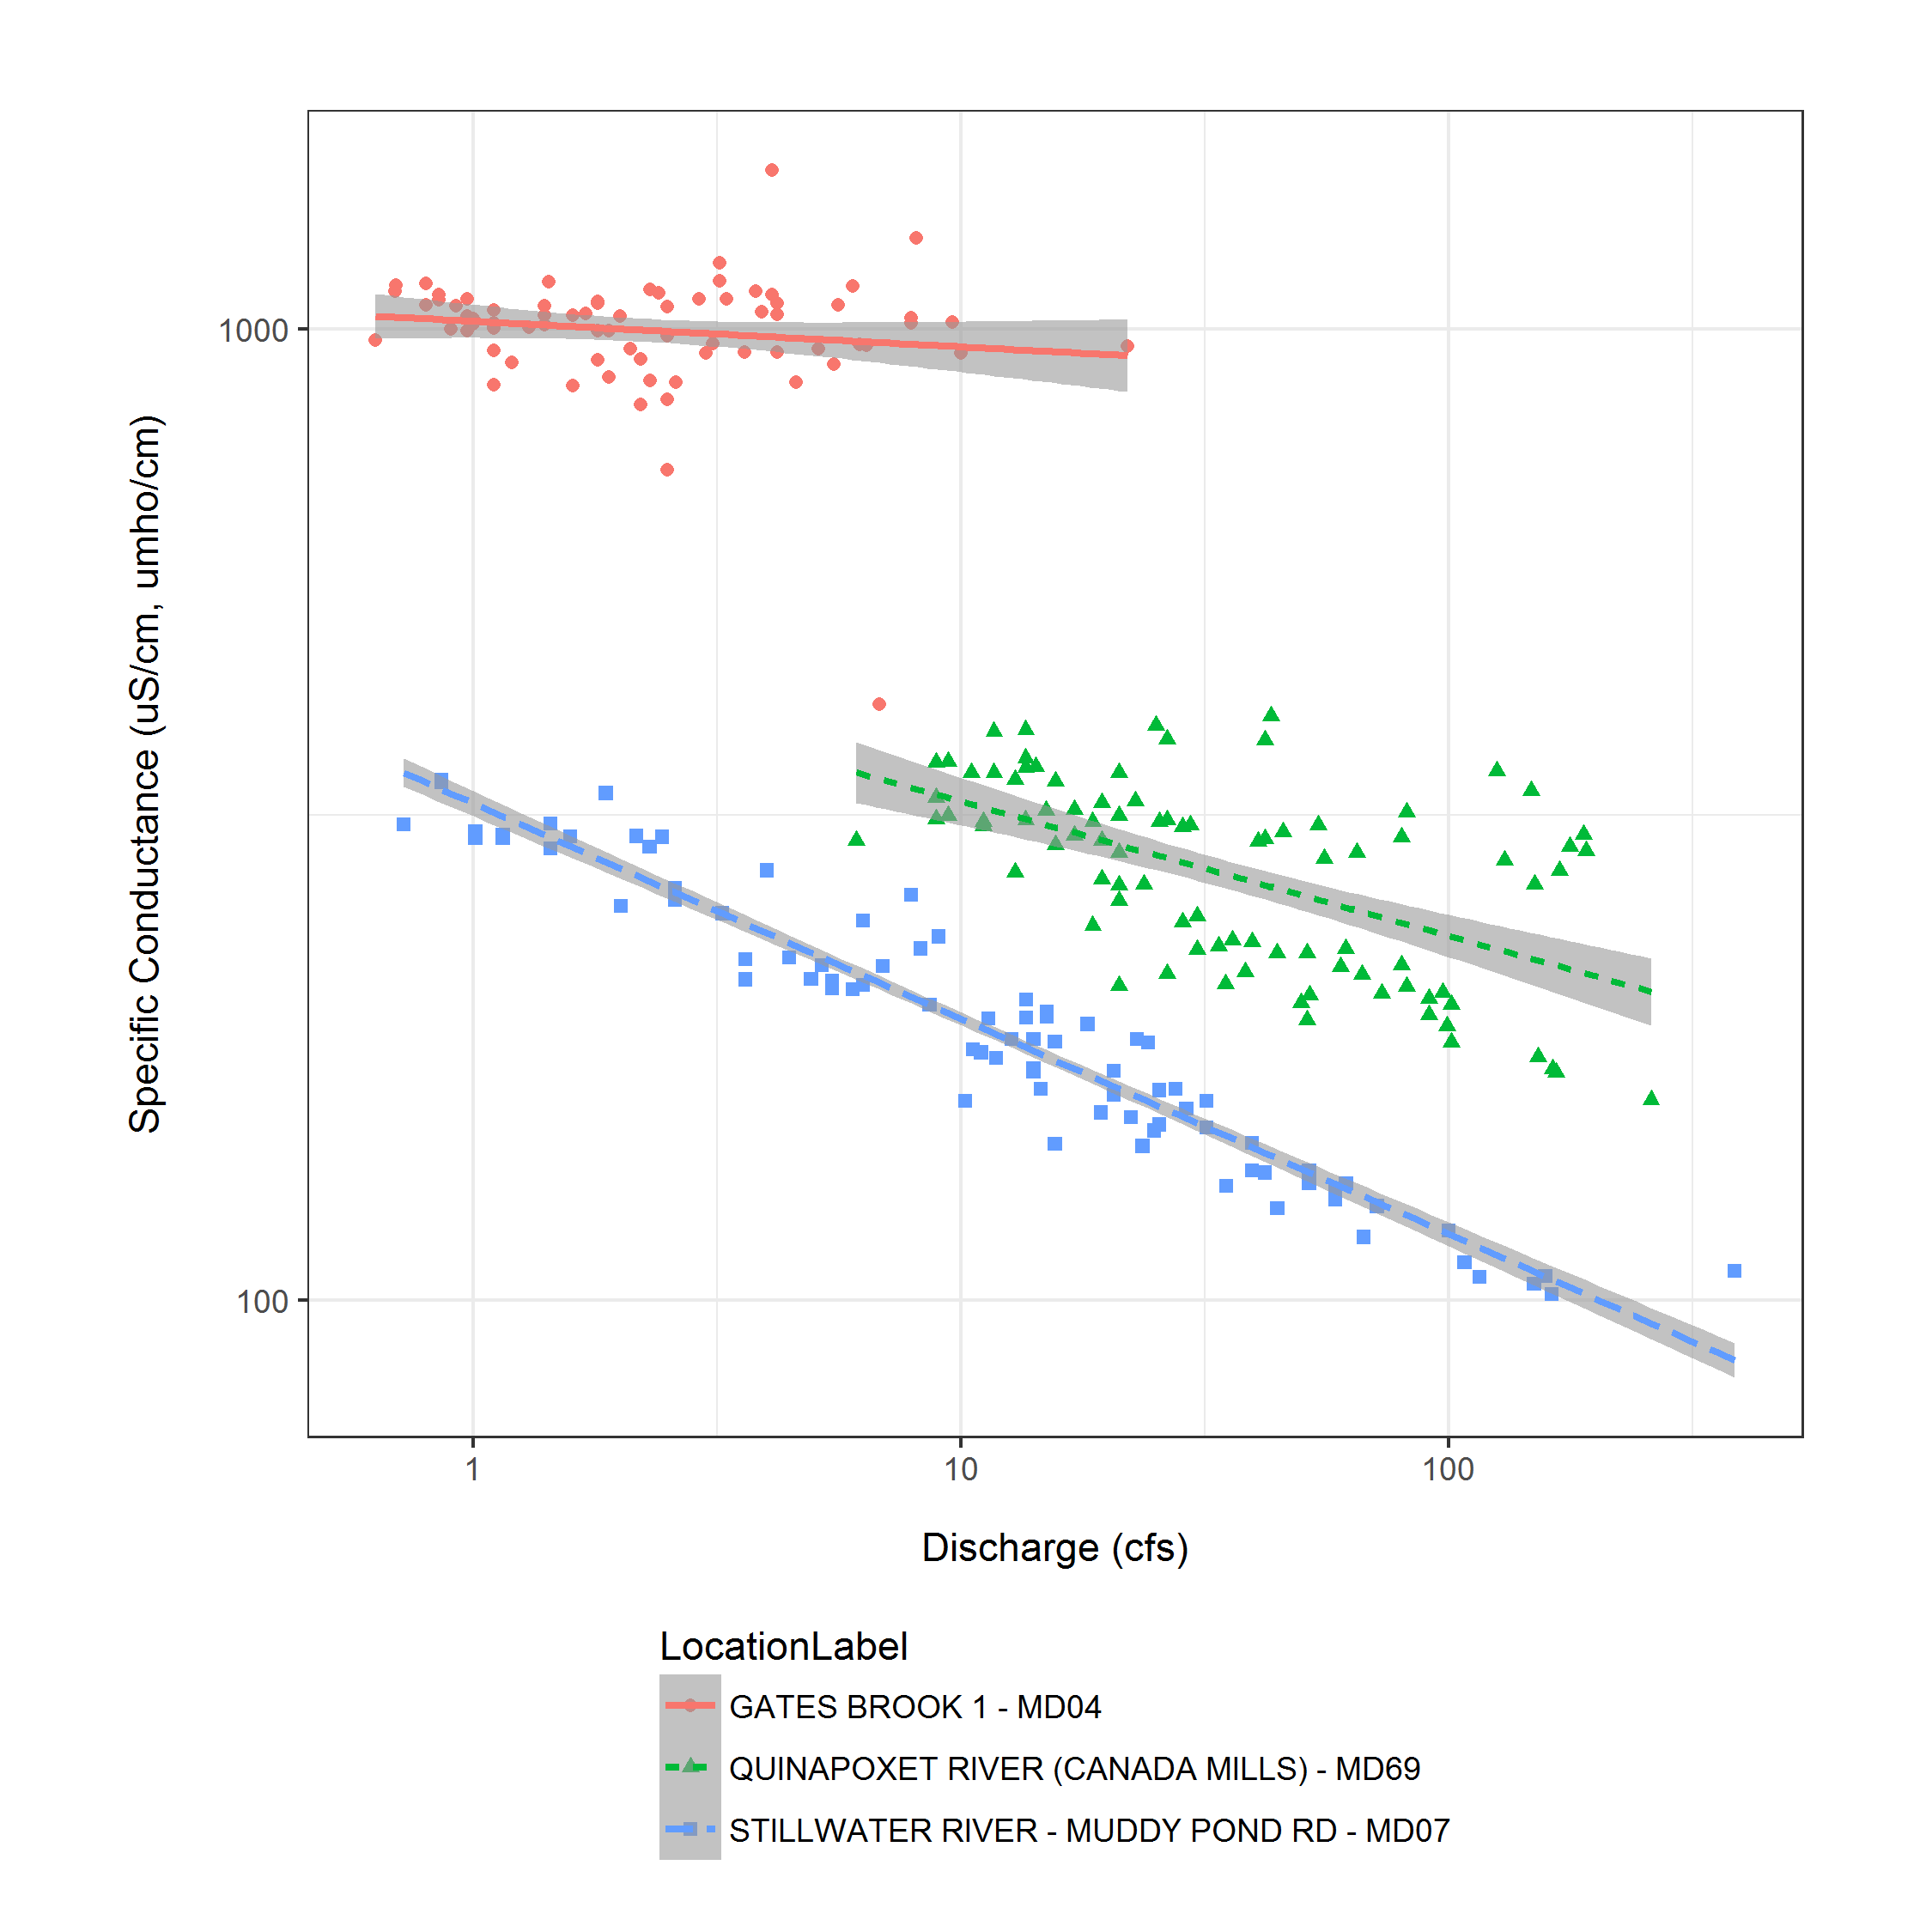 Specific Conductance (uS/cm, umho/cm)
1000
100
1
10
100
Discharge (cfs)
LocationLabel
GATES BROOK 1 - MD04
QUINAPOXET RIVER (CANADA MILLS) - MD69
STILLWATER RIVER - MUDDY POND RD - MD07